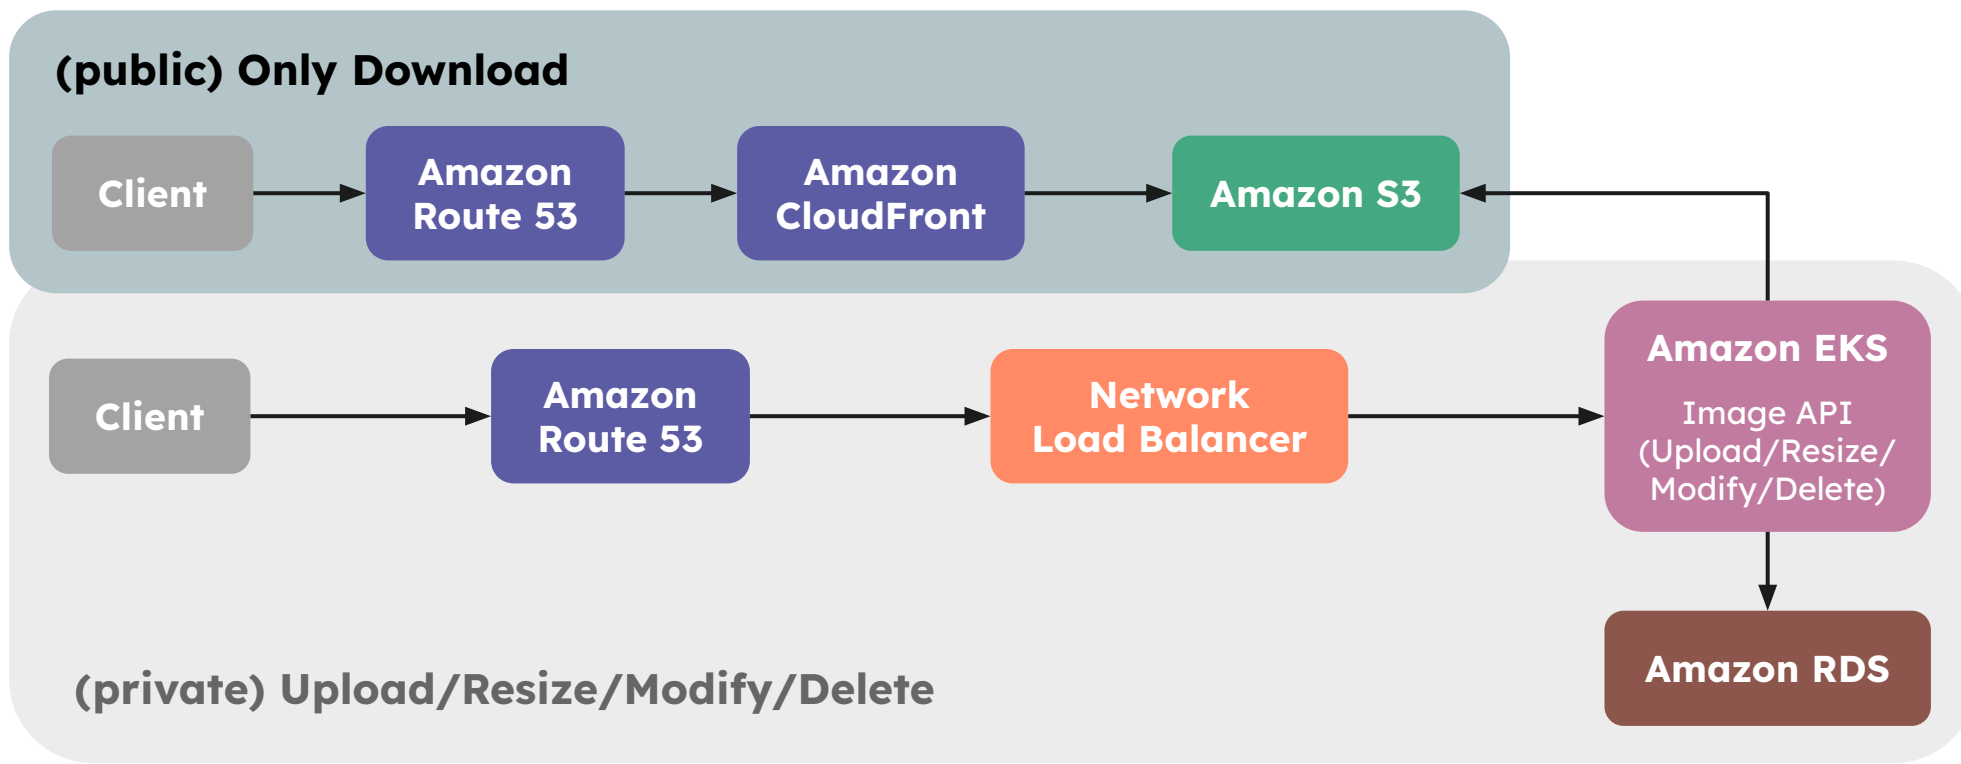 (public) Only Download
Client
Amazon
Route 53
Amazon
CloudFront
Amazon S3
Client
Amazon
Route 53
Network
Load Balancer
Amazon EKS
Image API
(Upload/Resize/
Modify/Delete)
Amazon RDS
(private) Upload/Resize/Modify/Delete